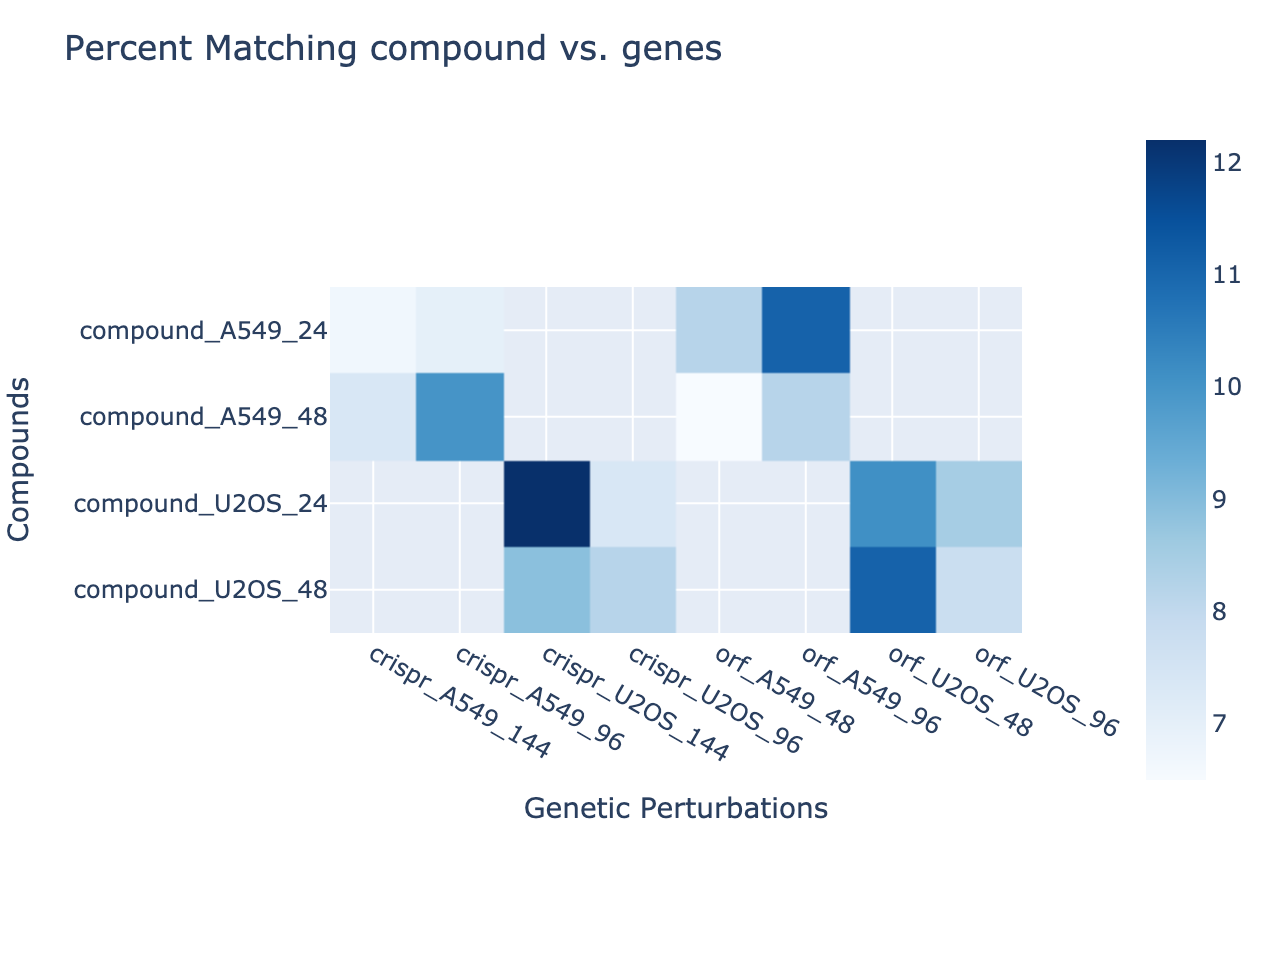 Percent Matching compound vs. genes
12
11
10
9
8
7
Compounds
compound_A549_24
compound_A549_48
compound_U2OS_24
compound_U2OS_48
crispr_A549_144
crispr_A549_96
crispr_U2OS_144
crispr_U2OS_96
orf_A549_48
orf_A549_96
orf_U2OS_48
orf_U2OS_96
Genetic Perturbations